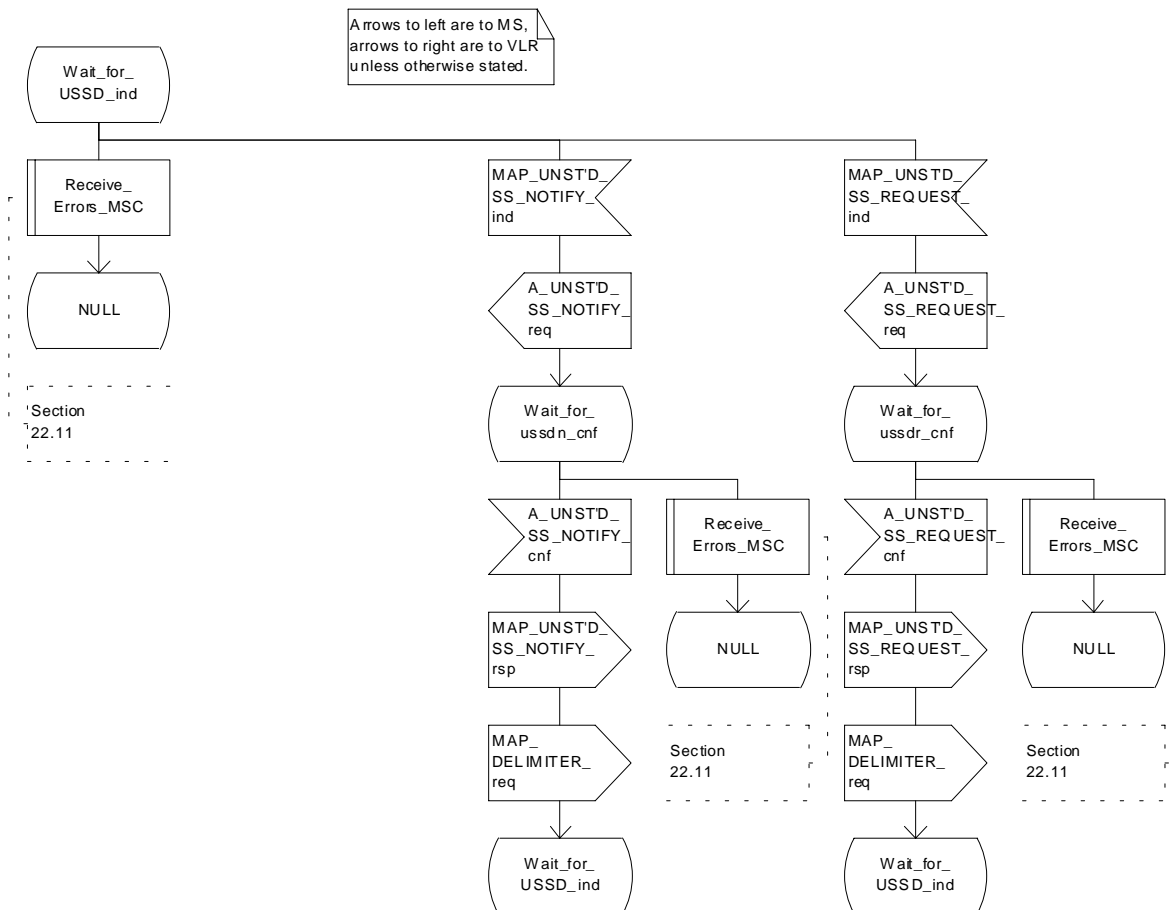 Arrows to left are to MS,
arrows to right are to VLR
unless otherwise stated.
Wait_for_
USSD_ind
Receive_
Errors_MSC
NULL
Section
22.11
MAP_UNST'D_
SS_NOTIFY_
ind
A_UNST'D_
SS_NOTIFY_
req
Wait_for_
ussdn_cnf
A_UNST'D_
SS_NOTIFY_
cnf
MAP_UNST'D_
SS_NOTIFY_
rsp
MAP_
DELIMITER_
req
Wait_for_
USSD_ind
Receive_
Errors_MSC
NULL
Section
22.11
MAP_UNST'D_
SS_REQUEST_
ind
A_UNST'D_
SS_REQUEST_
req
Wait_for_
ussdr_cnf
A_UNST'D_
SS_REQUEST_
cnf
MAP_UNST'D_
SS_REQUEST_
rsp
MAP_
DELIMITER_
req
Wait_for_
USSD_ind
Receive_
Errors_MSC
NULL
Section
22.11